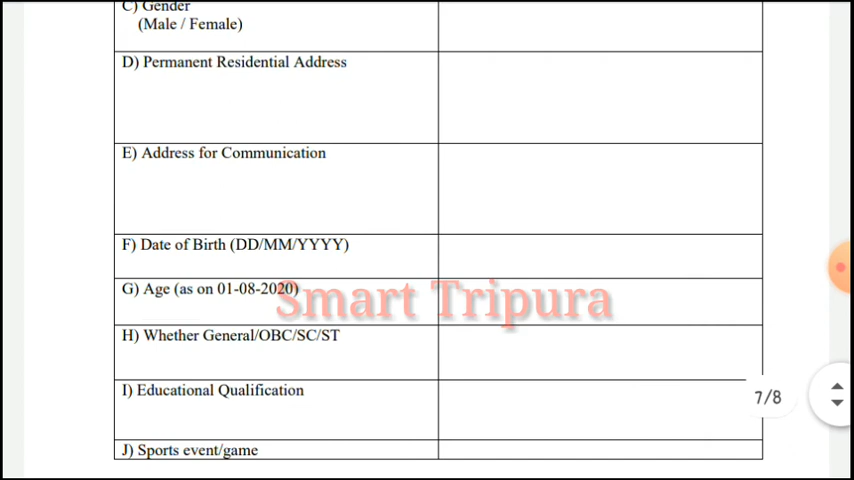 C) Gender
(Male / Female)
D) Permanent Residential Address
E) Address for Communication
F) Date of Birth (DD/MM/YYYY)
G) Age (as on 01-08-2020)
Smart Tripura
H) Whether General/OBC/SC/ST
I) Educational Qualification
7/8
J) Sports event/game